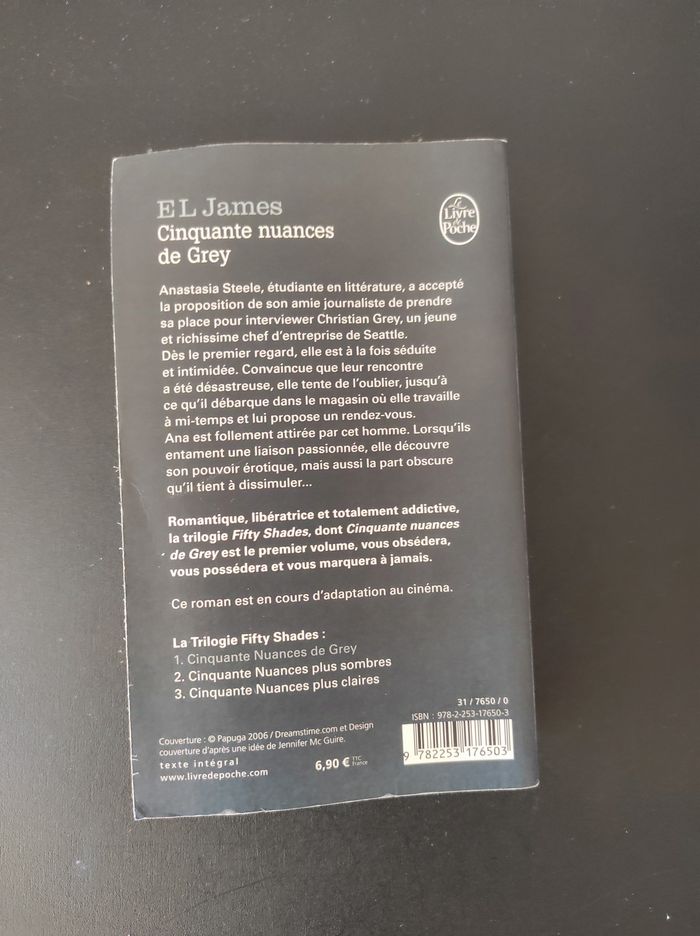 E L James
Cinquante nuances
de Grey
Le
Livre
de
Poche
Anastasia Steele, étudiante en littérature, a accepté
la proposition de son amie journaliste de prendre
sa place pour interviewer Christian Grey, un jeune
et richissime chef d'entreprise de Seattle.
Dès le premier regard, elle est à la fois séduite
et intimidée. Convaincue que leur rencontre
a été désastreuse, elle tente de l'oublier, jusqu'à
ce qu'il débarque dans le magasin où elle travaille
à mi-temps et lui propose un rendez-vous.
Ana est follement attirée par cet homme. Lorsqu'ils
entament une liaison passionnée, elle découvre
son pouvoir érotique, mais aussi la part obscure
qu'il tient à dissimuler...
Romantique, libératrice et totalement addictive,
la trilogie Fifty Shades, dont Cinquante nuances
de Grey est le premier volume, vous obsédera,
vous possédera et vous marquera à jamais.
Ce roman est en cours d'adaptation au cinéma.
La Trilogie Fifty Shades :
1. Cinquante Nuances de Grey
2. Cinquante Nuances plus sombres
3. Cinquante Nuances plus claires
Couverture : © Papuga 2006 / Dreamstime.com et Design
couverture d'après une idée de Jennifer Mc Guire.
texte intégral
www.livredepoche.com
6,90 € TTC
France
31 / 7650 / 0
ISBN : 978-2-253-17650-3
9 782253 176503